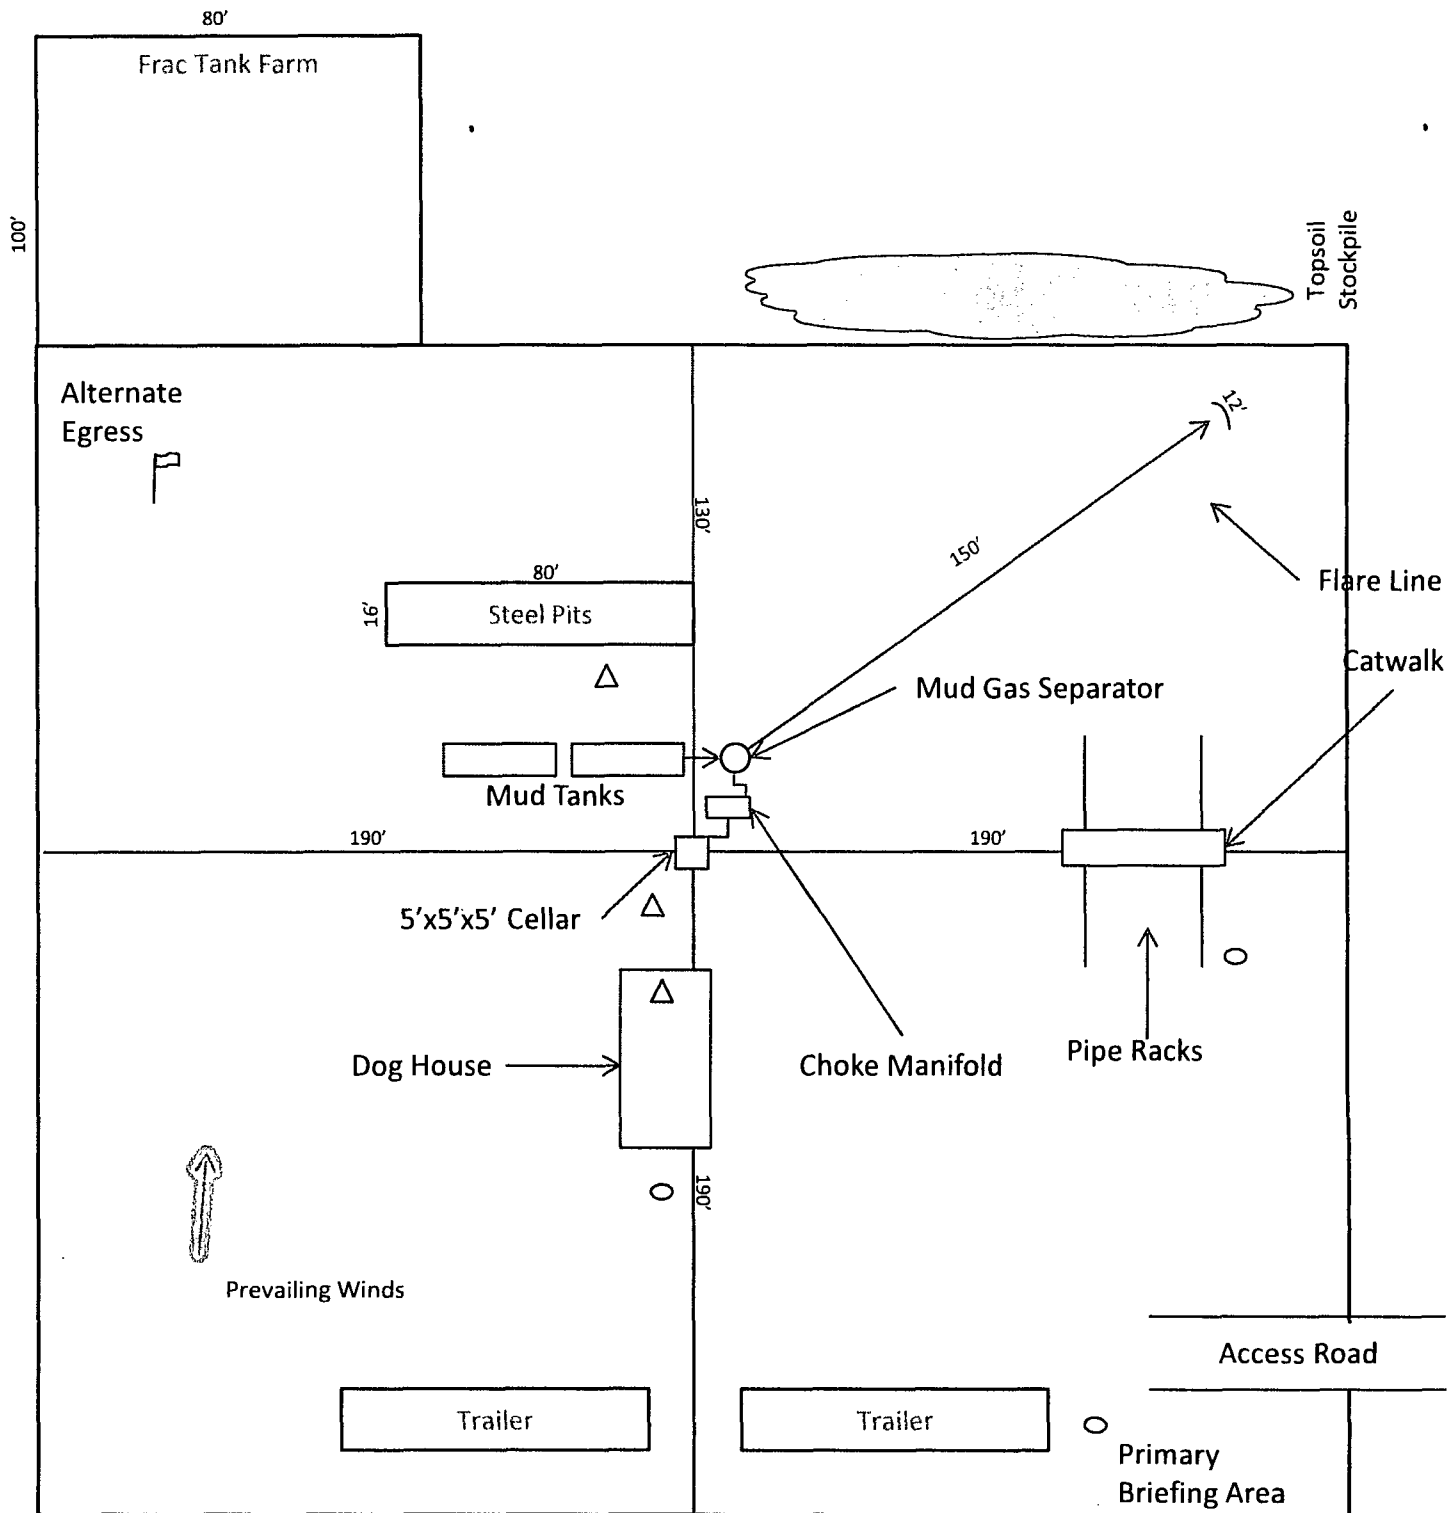 80'
Frac Tank Farm
100'
Topsoil
Stockpile
Alternate
Egress
12'
130'
150'
80'
Steel Pits
16'
Flare Line
Catwalk
Mud Gas Separator
Mud Tanks
190'
190'
5'x5'x5' Cellar
Dog House
Choke Manifold
Pipe Racks
190'
Prevailing Winds
Access Road
Trailer
Trailer
Primary
Briefing Area